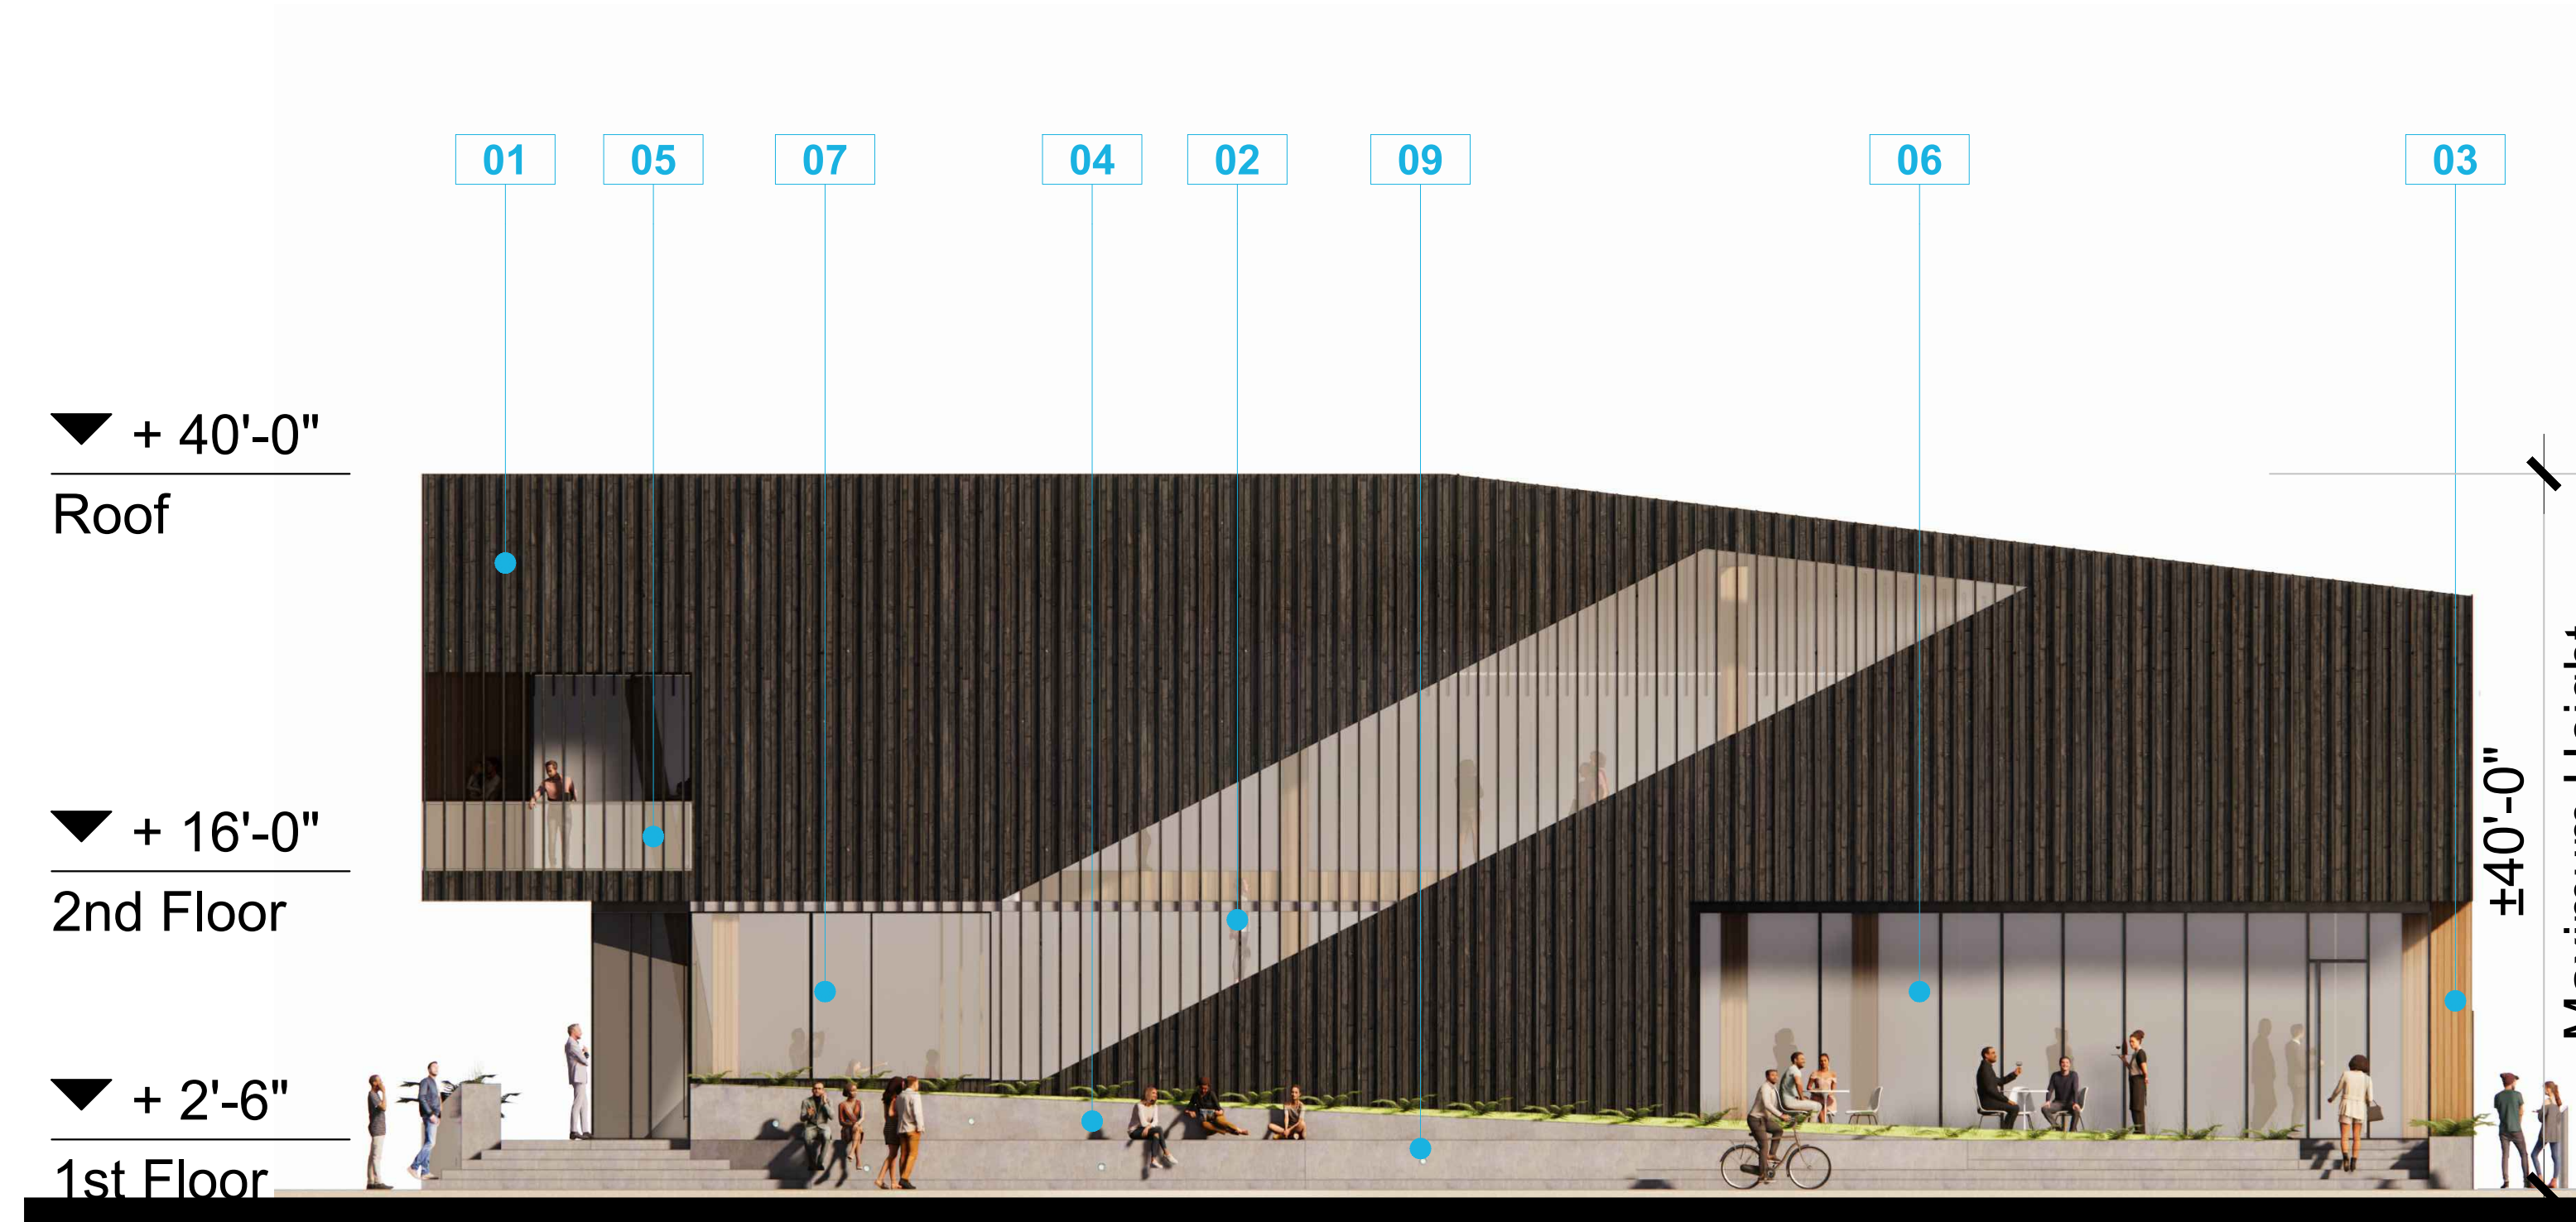 01 05 07 04 02 09 06 03
+ 40'-0"
Roof
+ 16'-0"
2nd Floor
+ 2'-6"
1st Floor
±40'-0"